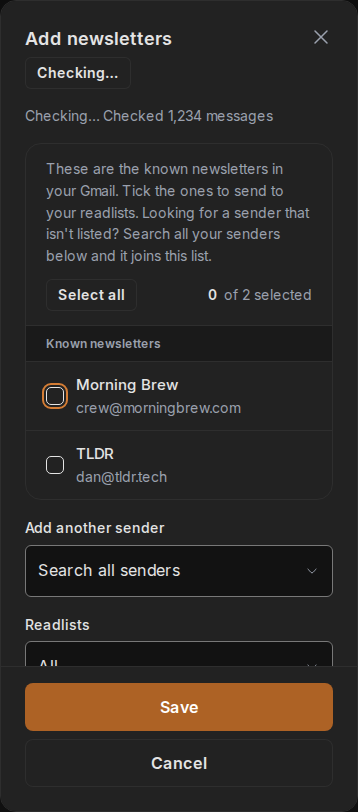 Add newsletters
Checking...
Checking... Checked 1,234 messages
These are the known newsletters in
your Gmail. Tick the ones to send to
your readlists. Looking for a sender that
isn't listed? Search all your senders
below and it joins this list.
Select all
0 of 2 selected
Known newsletters
Morning Brew
crew@morningbrew.com
TLDR
dan@tldr.tech
Add another sender
Search all senders
Readlists
All
Save
Cancel